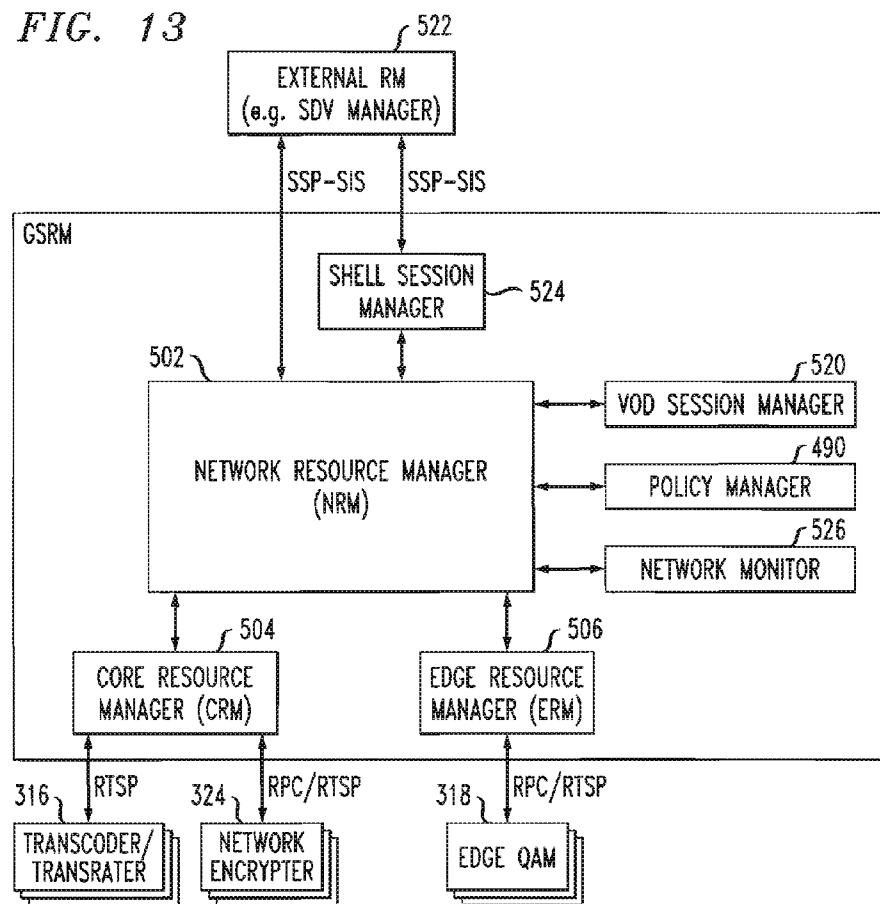 FIG. 13
522
EXTERNAL RM
(e.g. SDV MANAGER)
SSP-SIS
SSP-SIS
GSRM
SHELL SESSION
MANAGER
524
502
NETWORK RESOURCE MANAGER
(NRM)
520
VOD SESSION MANAGER
490
POLICY MANAGER
526
NETWORK MONITOR
504
CORE RESOURCE
MANAGER (CRM)
506
EDGE RESOURCE
MANAGER (ERM)
RTSP
RPC/RTSP
RPC/RTSP
316
TRANSCODER/
TRANSRATER
324
NETWORK
ENCRYPTER
318
EDGE QAM